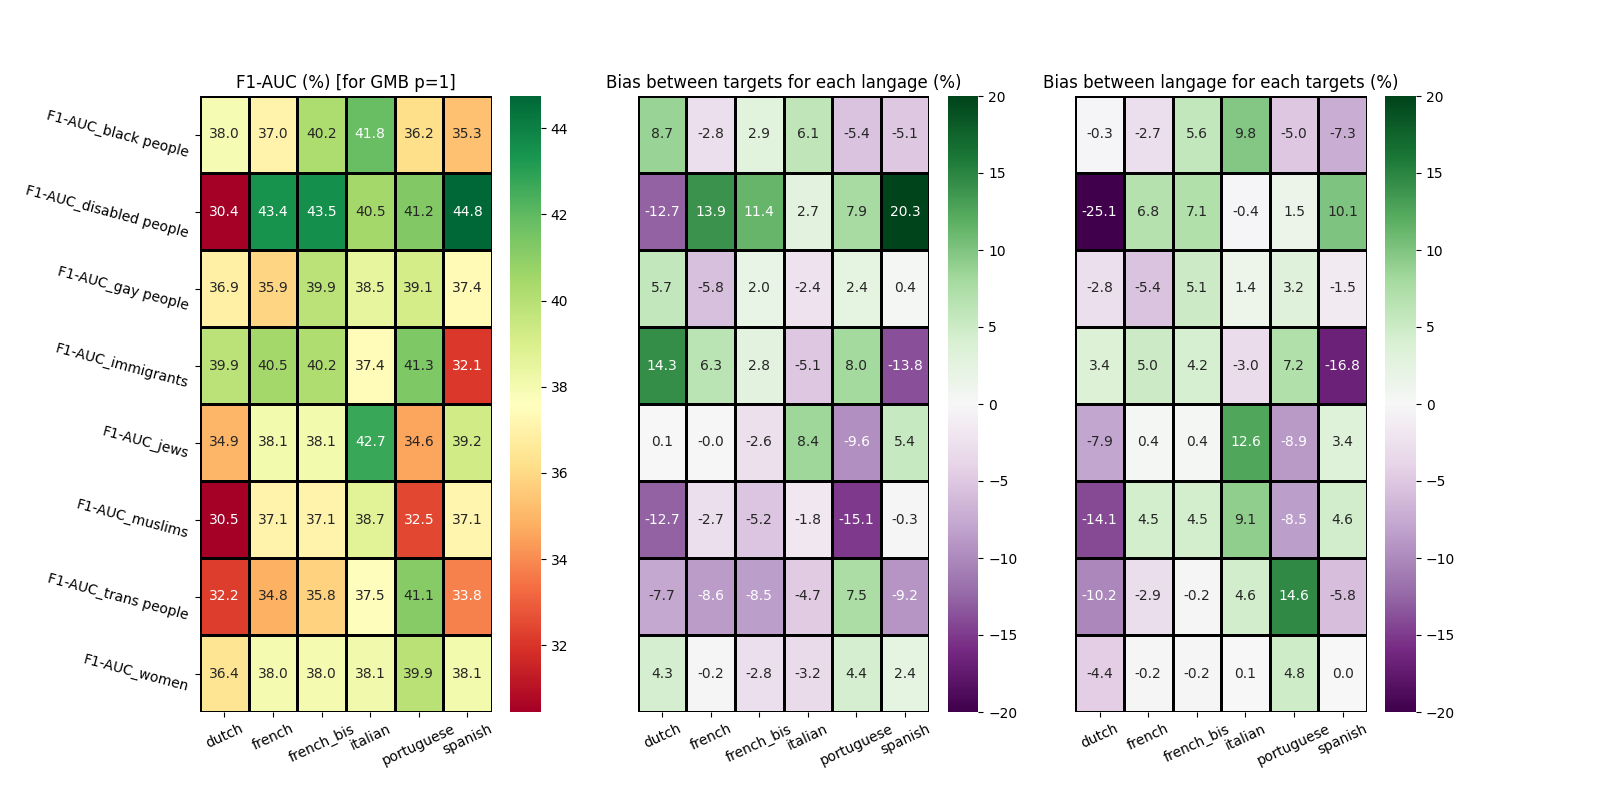 F1-AUC (%) [for GMB p=1]
Bias between targets for each langage (%)
Bias between langage for each targets (%)
F1-AUC_black people 38.0 37.0 40.2 41.8 36.2 35.3
F1-AUC_disabled people 30.4 43.4 43.5 40.5 41.2 44.8
F1-AUC_gay people 36.9 35.9 39.9 38.5 39.1 37.4
F1-AUC_immigrants 39.9 40.5 40.2 37.4 41.3 32.1
F1-AUC_jews 34.9 38.1 38.1 42.7 34.6 39.2
F1-AUC_muslims 30.5 37.1 37.1 38.7 32.5 37.1
F1-AUC_trans people 32.2 34.8 35.8 37.5 41.1 33.8
F1-AUC_women 36.4 38.0 38.0 38.1 39.9 38.1
dutch french french_bis italian portuguese spanish
44
42
40
38
36
34
32
8.7 -2.8 2.9 6.1 -5.4 -5.1
-12.7 13.9 11.4 2.7 7.9 20.3
5.7 -5.8 2.0 -2.4 2.4 0.4
14.3 6.3 2.8 -5.1 8.0 -13.8
0.1 -0.0 -2.6 8.4 -9.6 5.4
-12.7 -2.7 -5.2 -1.8 -15.1 -0.3
-7.7 -8.6 -8.5 -4.7 7.5 -9.2
4.3 -0.2 -2.8 -3.2 4.4 2.4
dutch french french_bis italian portuguese spanish
20
15
10
5
0
−5
−10
−15
−20
-0.3 -2.7 5.6 9.8 -5.0 -7.3
-25.1 6.8 7.1 -0.4 1.5 10.1
-2.8 -5.4 5.1 1.4 3.2 -1.5
3.4 5.0 4.2 -3.0 7.2 -16.8
-7.9 0.4 0.4 12.6 -8.9 3.4
-14.1 4.5 4.5 9.1 -8.5 4.6
-10.2 -2.9 -0.2 4.6 14.6 -5.8
-4.4 -0.2 -0.2 0.1 4.8 0.0
dutch french french_bis italian portuguese spanish
20
15
10
5
0
−5
−10
−15
−20